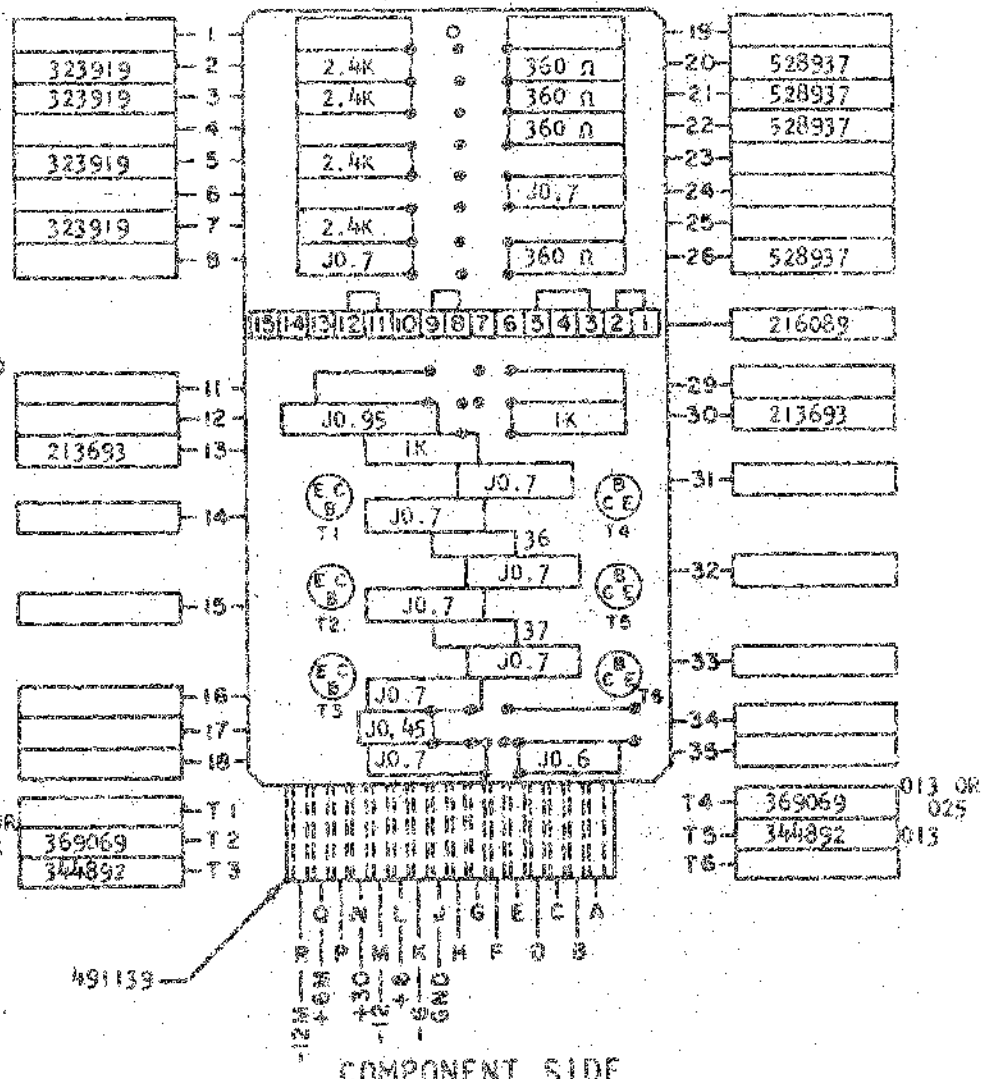 1 19
323919 2 2.4K 360 Ω 20 528937
323919 3 2.4K 360 Ω 21 528937
4 360 Ω 22 528937
323919 5 2.4K 23
6 J0.7 24
323919 7 2.4K 25
8 J0.7 360 Ω 26 528937
15 14 13 12 11 10 9 8 7 6 5 4 3 2 1 216089
11 29
12 J0.95 1K 30 213693
213693 13 1K
J0.7 31
E C B B C E
14 J0.7
T1 T4
36
J0.7 32
E C B B C E
15 J0.7
T2 T5
37
J0.7 33
E C B B C E
16 J0.7
T3 T6
17 J0.45 34
18 J0.7 J0.6 35
T1 T4 369069 013 OR 025
369069 T2 T5 344892 013
344892 T3 T6
Q N L J G E C A
R P M K H F D B
491139
-12M +6M +30 -12 +6 GND
COMPONENT SIDE